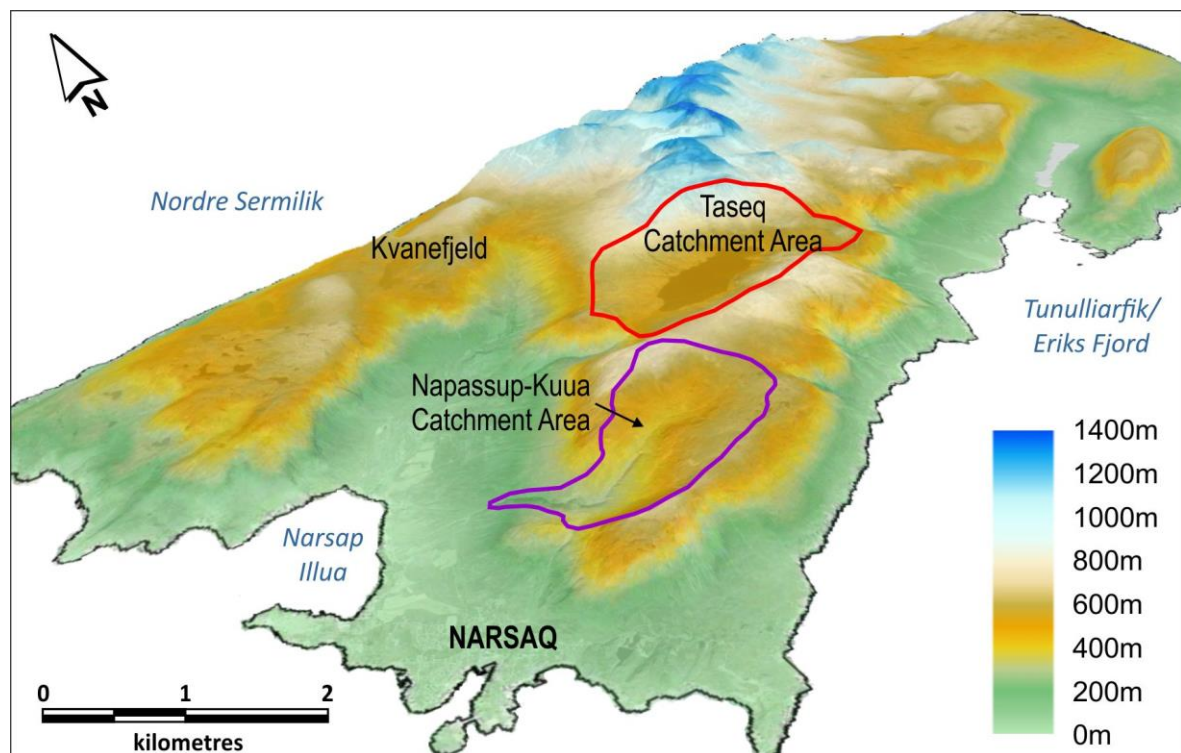 N
Nordre Sermilik
Kvanefjeld
Taseq
Catchment Area
Tunulliarfik/
Eriks Fjord
Napassup-Kuua
Catchment Area
Narsap
Illua
NARSAQ
0 1 2
kilometres
1400m
1200m
1000m
800m
600m
400m
200m
0m